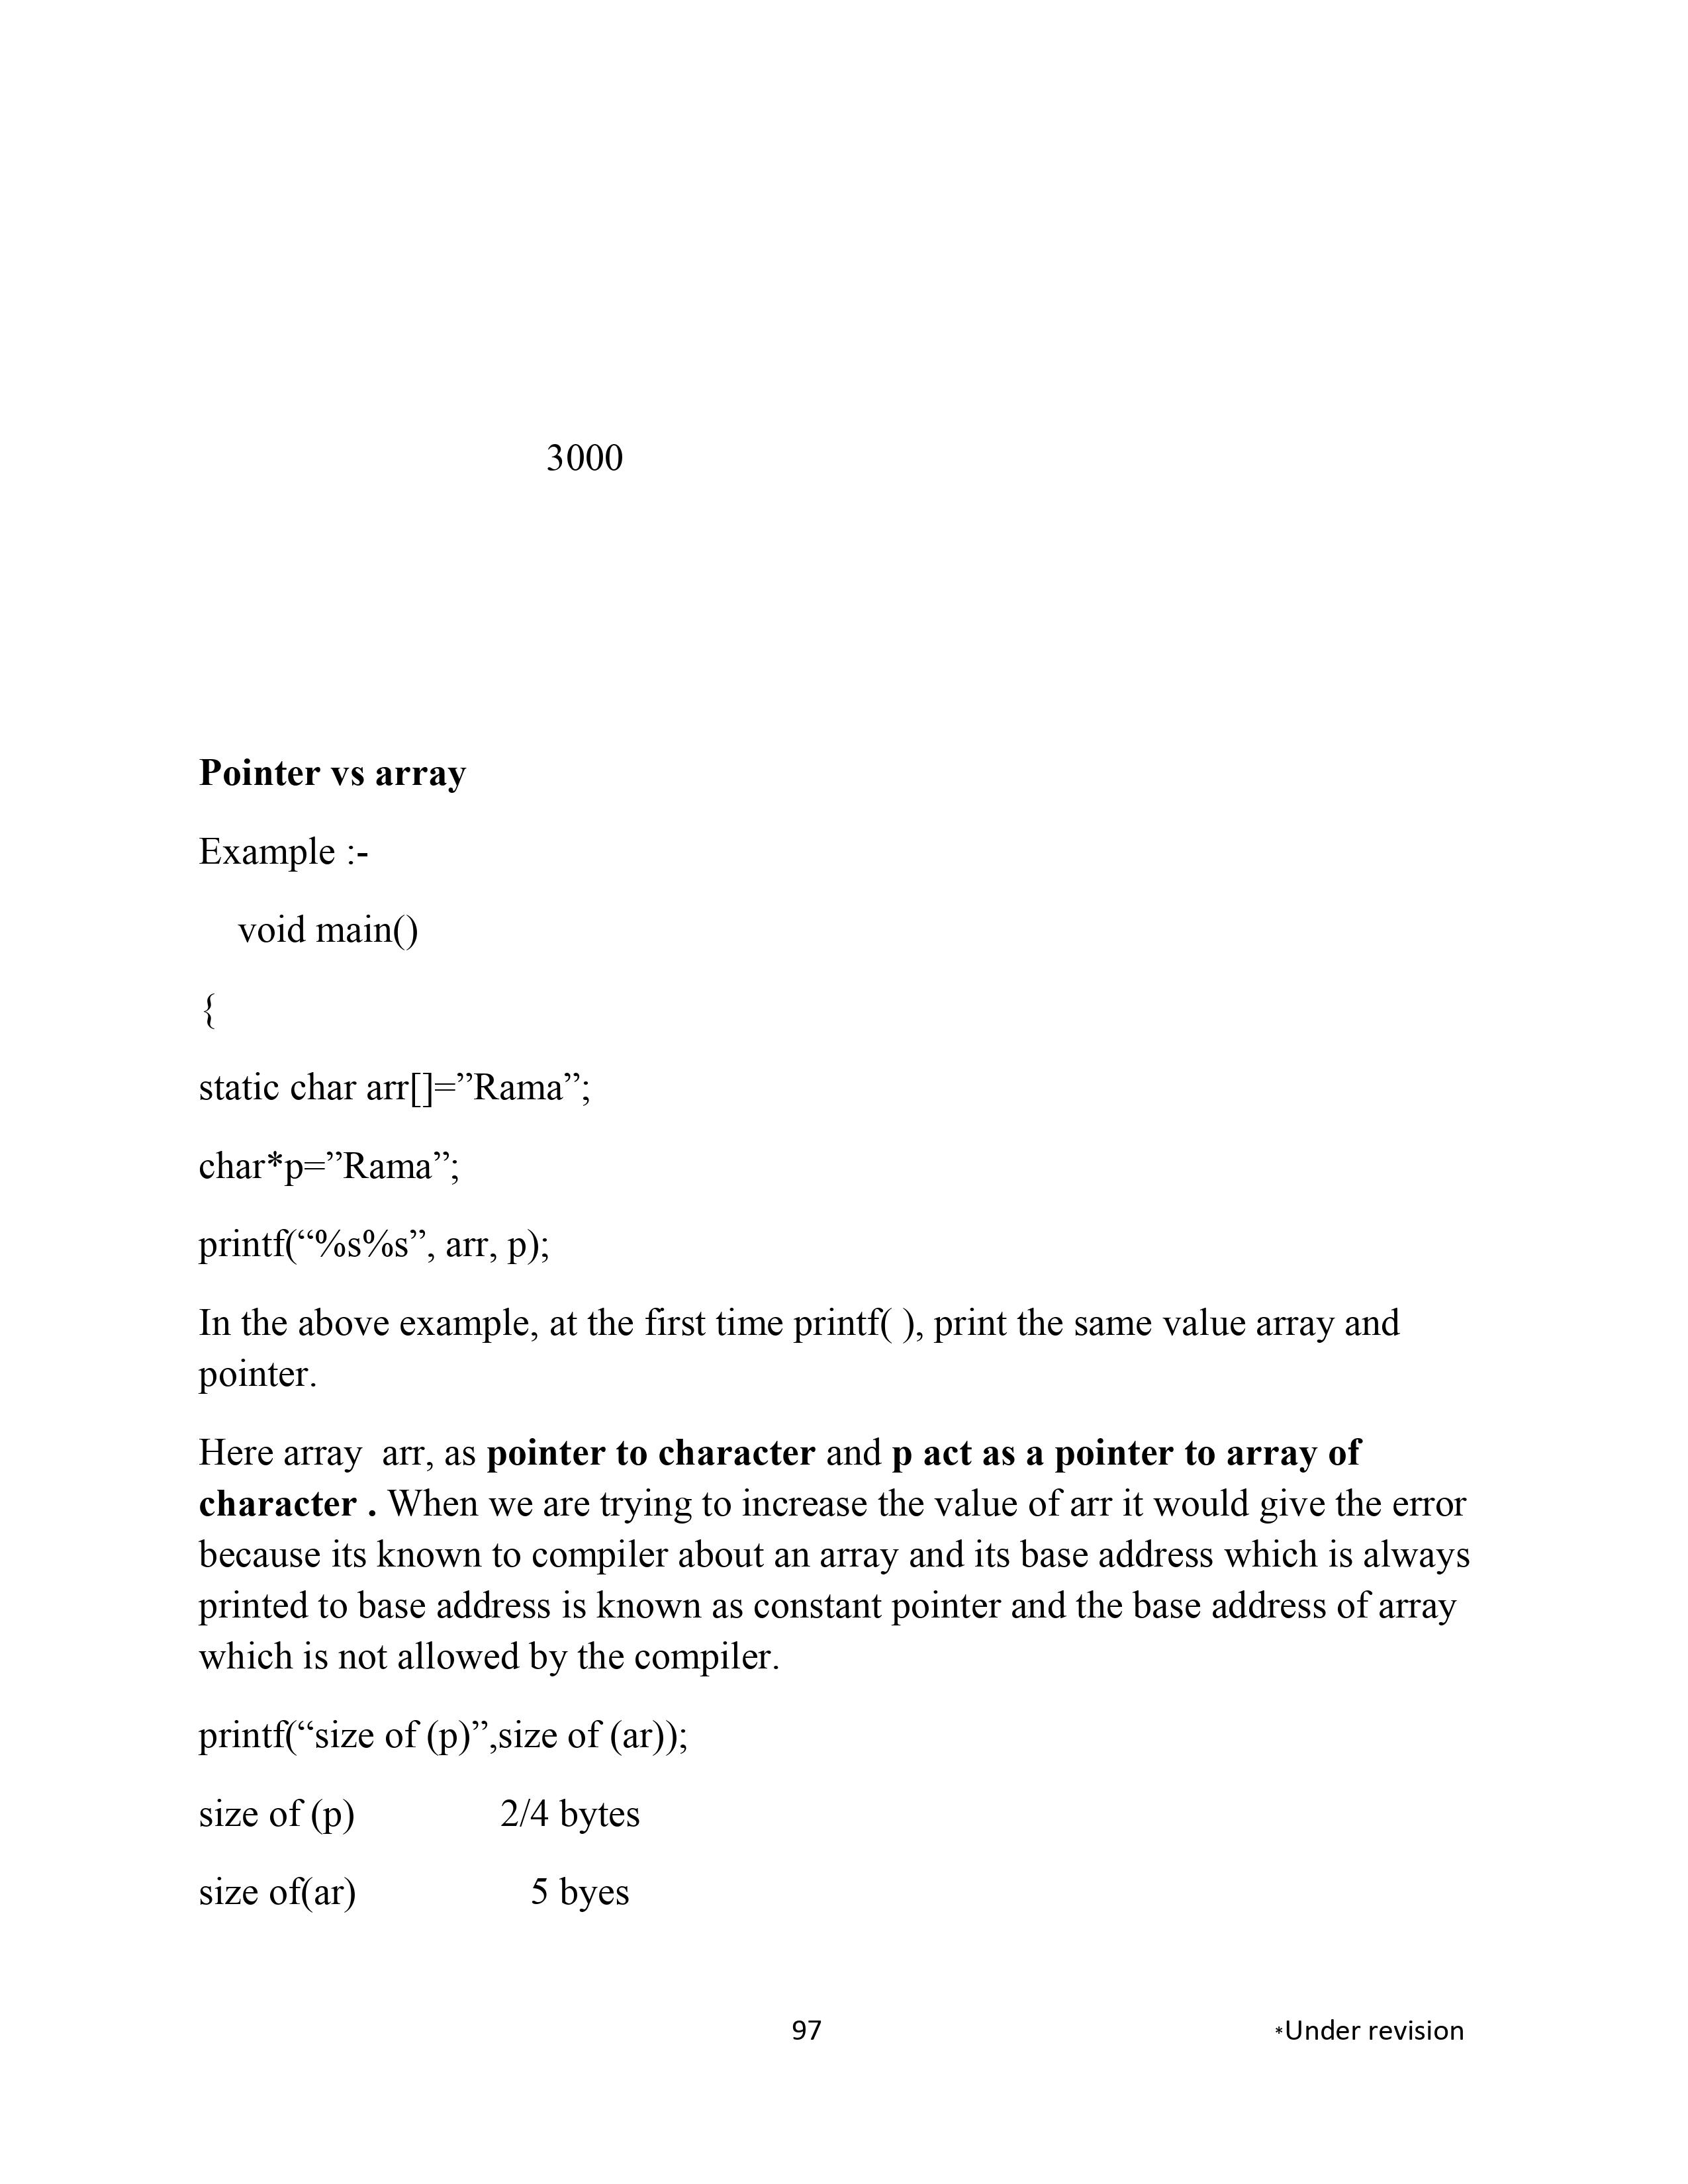 3000
Pointer vs array
Example :-
void main()
{
static char arr[]=”Rama”;
char*p=”Rama”;
printf(“%s%s”, arr, p);
In the above example, at the first time printf( ), print the same value array and
pointer.
Here array  arr, as pointer to character and p act as a pointer to array of
character . When we are trying to increase the value of arr it would give the error
because its known to compiler about an array and its base address which is always
printed to base address is known as constant pointer and the base address of array
which is not allowed by the compiler.
printf(“size of (p)”,size of (ar));
size of (p) 2/4 bytes
size of(ar) 5 byes
97 *Under revision